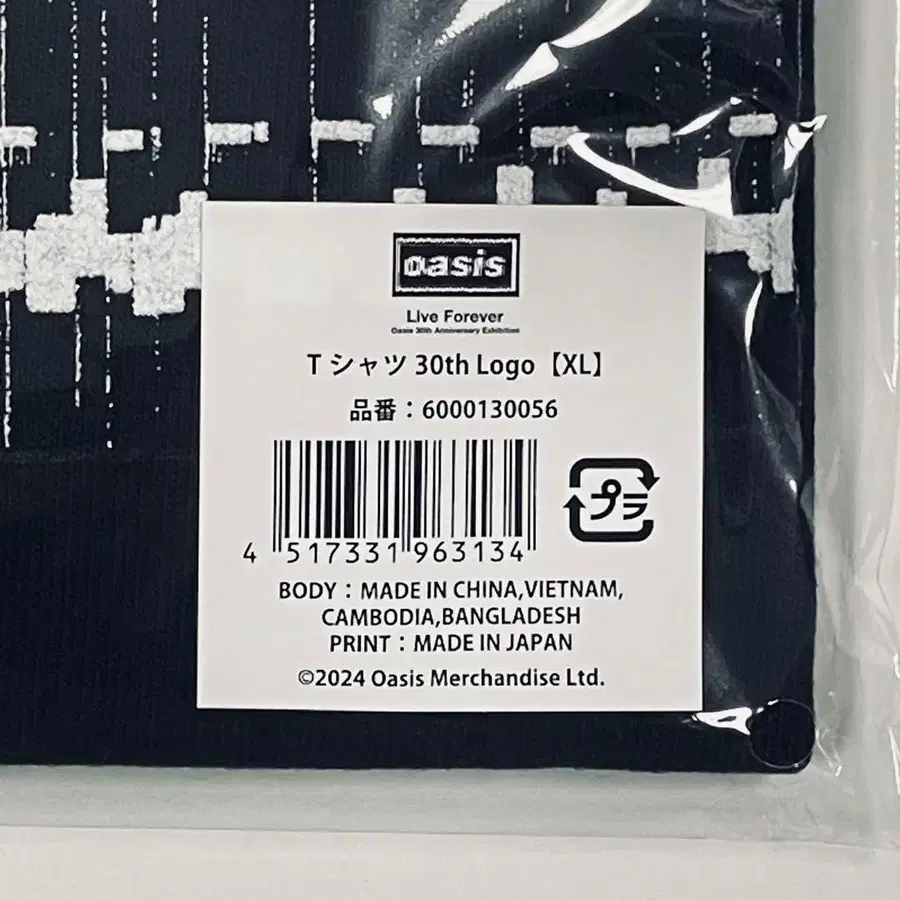 oasis
Live Forever
Oasis 30th Anniversary Exhibition
Tシャツ 30th Logo【XL】
品番：6000130056
プラ
4 517331 963134
BODY：MADE IN CHINA,VIETNAM,
CAMBODIA,BANGLADESH
PRINT：MADE IN JAPAN
©2024 Oasis Merchandise Ltd.